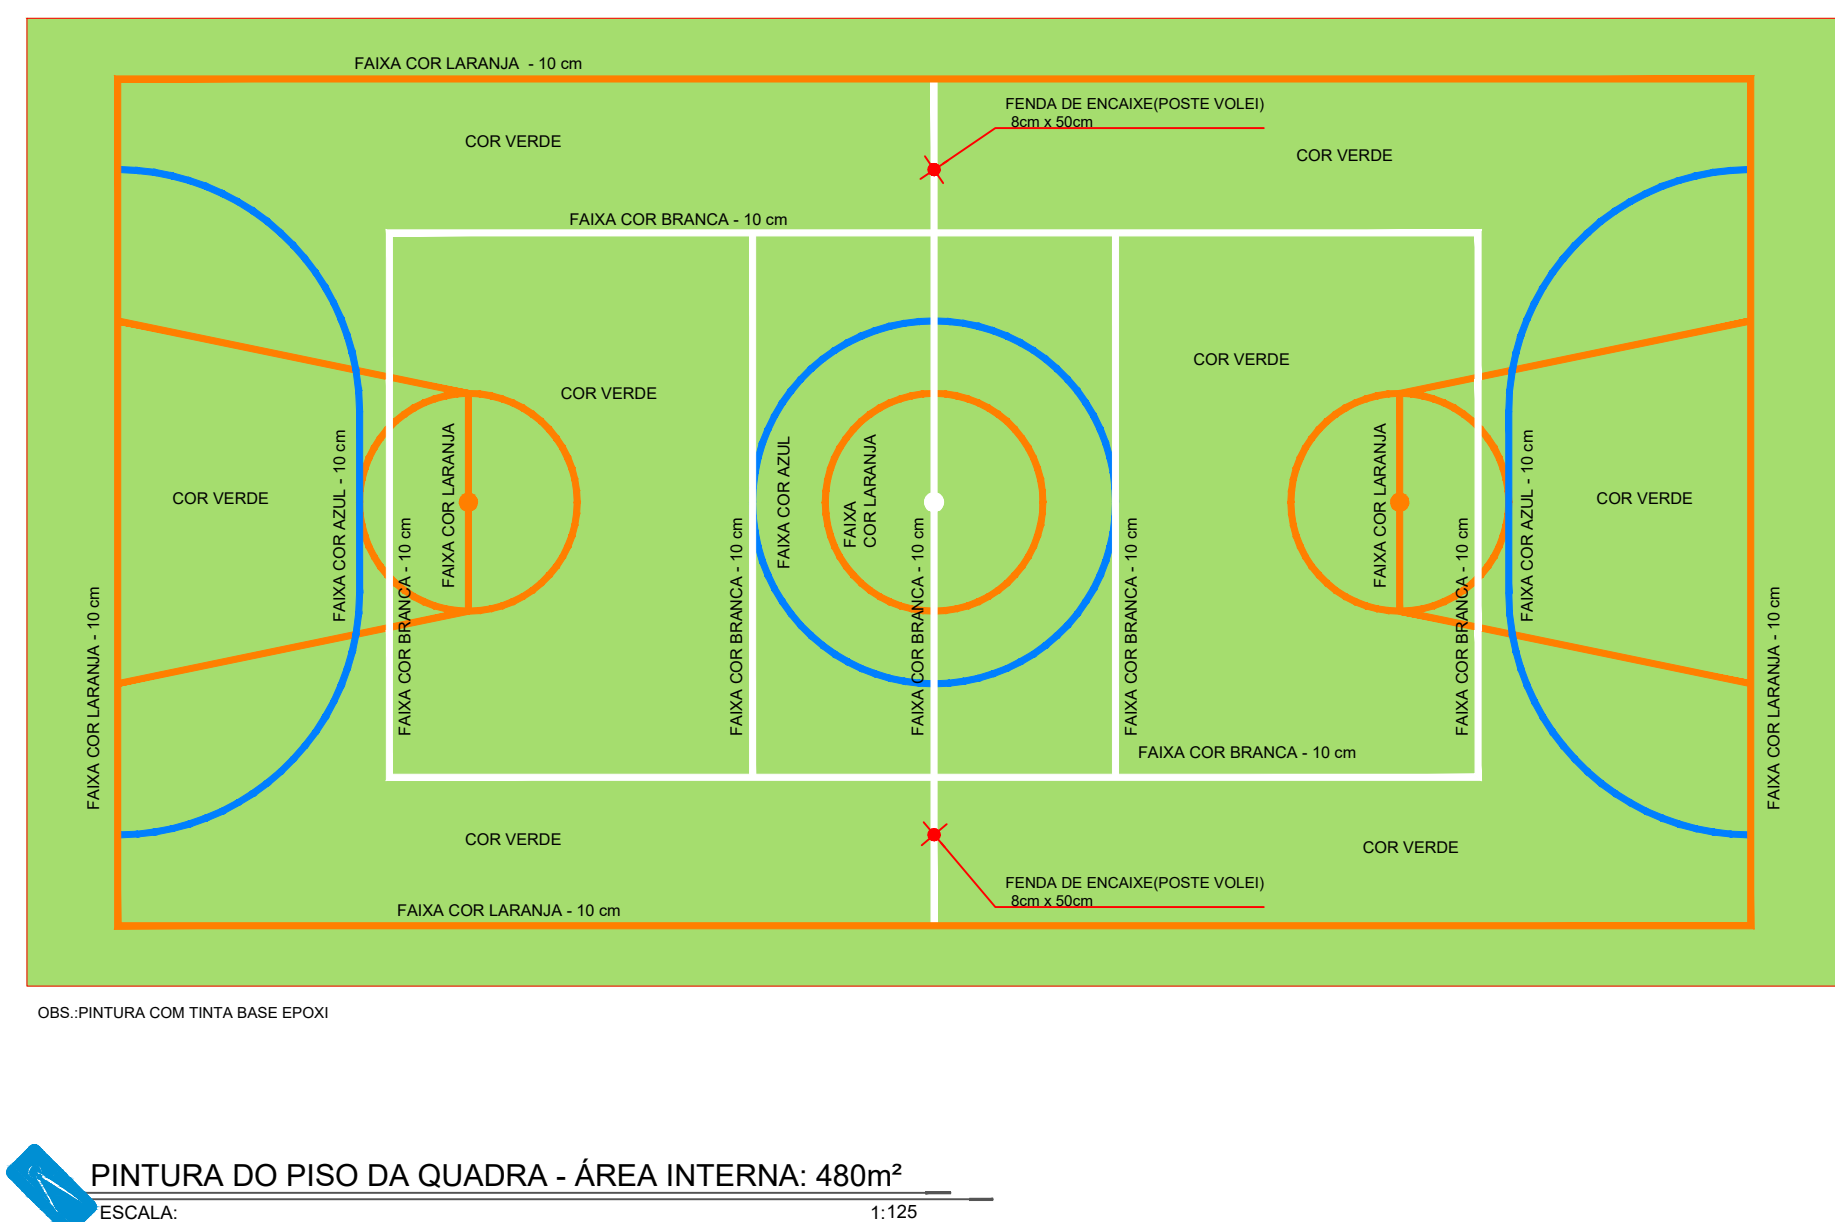 FAIXA COR LARANJA - 10 cm
FENDA DE ENCAIXE(POSTE VOLEI)
8cm x 50cm
COR VERDE
COR VERDE
FAIXA COR BRANCA - 10 cm
COR VERDE
COR VERDE
COR VERDE
FAIXA COR AZUL - 10 cm
FAIXA COR LARANJA
FAIXA COR AZUL
FAIXA
COR LARANJA
FAIXA COR LARANJA
FAIXA COR AZUL - 10 cm
COR VERDE
FAIXA COR LARANJA - 10 cm
FAIXA COR BRANCA - 10 cm
FAIXA COR BRANCA - 10 cm
FAIXA COR BRANCA - 10 cm
FAIXA COR BRANCA - 10 cm
FAIXA COR BRANCA - 10 cm
FAIXA COR LARANJA - 10 cm
FAIXA COR BRANCA - 10 cm
COR VERDE
COR VERDE
FENDA DE ENCAIXE(POSTE VOLEI)
8cm x 50cm
FAIXA COR LARANJA - 10 cm
OBS.:PINTURA COM TINTA BASE EPOXI
PINTURA DO PISO DA QUADRA - ÁREA INTERNA: 480m²
ESCALA: 1:125